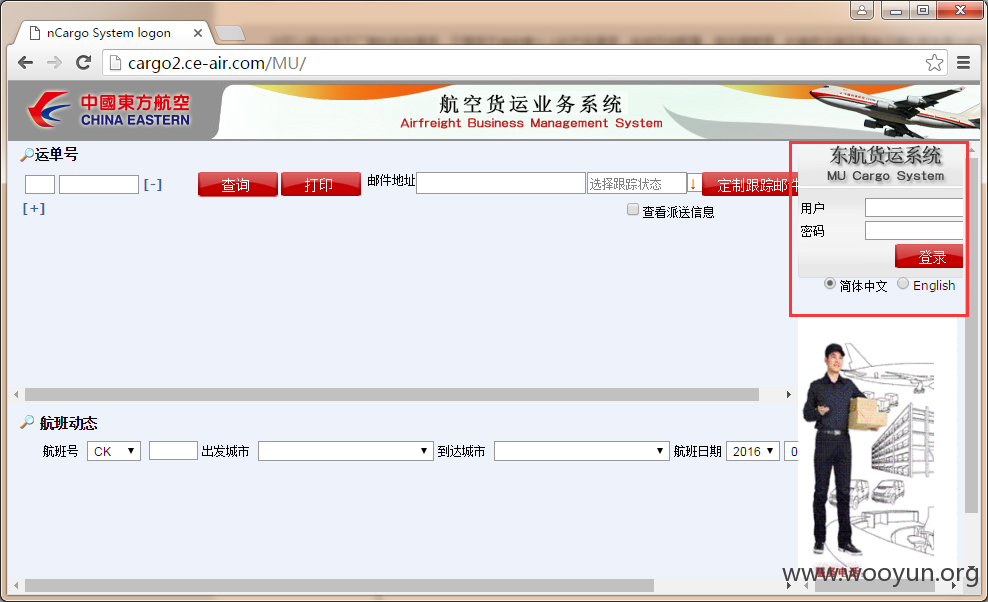 nCargo System logon
cargo2.ce-air.com/MU/
中國東方航空
CHINA EASTERN
航空货运业务系统
Airfreight Business Management System
运单号
[-] 查询 打印 邮件地址 选择跟踪状态 ↓ 定制跟踪邮件
[+] 查看派送信息
东航货运系统
MU Cargo System
用户
密码
登录
简体中文 English
航班动态
航班号 CK 出发城市 到达城市 航班日期 2016 0
www.wooyun.org